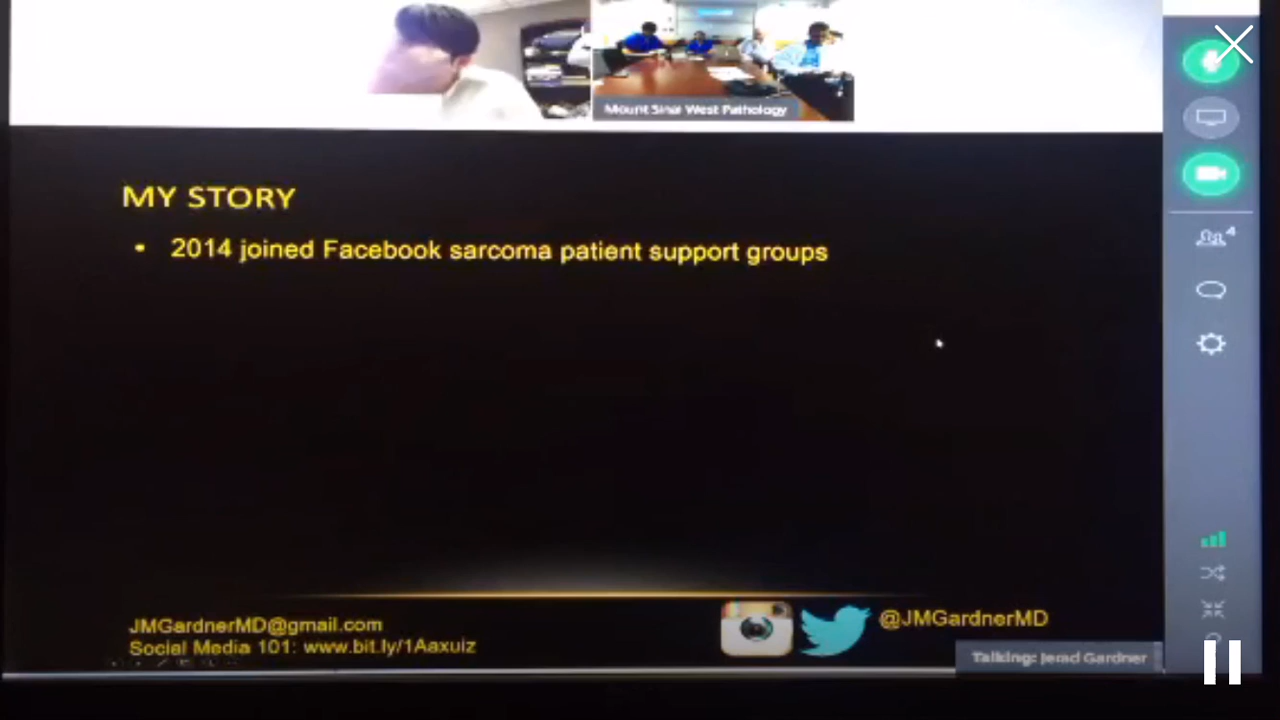 Mount Sinai West Pathology
4
MY STORY
• 2014 joined Facebook sarcoma patient support groups
JMGardnerMD@gmail.com
Social Media 101: www.bit.ly/1Aaxuiz
@JMGardnerMD
Talking: Jerad Gardner